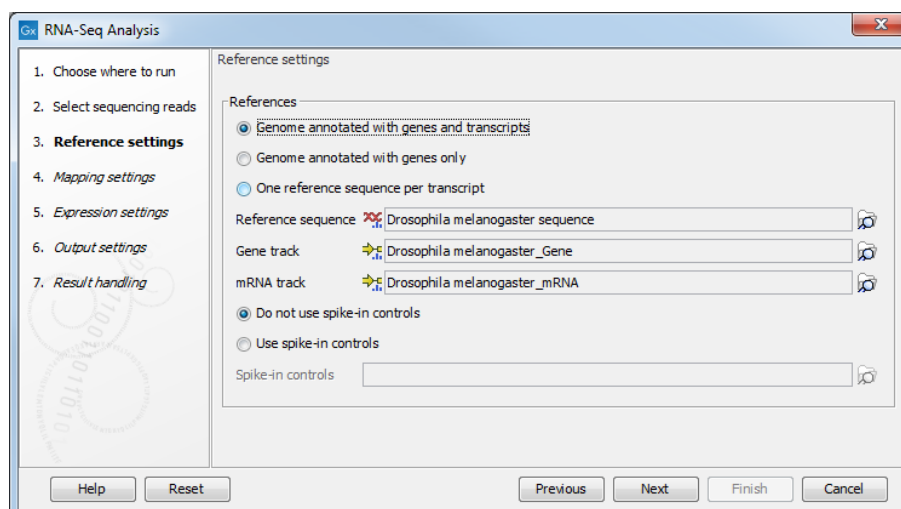 Gx RNA-Seq Analysis
1. Choose where to run
2. Select sequencing reads
3. Reference settings
4. Mapping settings
5. Expression settings
6. Output settings
7. Result handling
Reference settings
References
Genome annotated with genes and transcripts
Genome annotated with genes only
One reference sequence per transcript
Reference sequence Drosophila melanogaster sequence
Gene track Drosophila melanogaster_Gene
mRNA track Drosophila melanogaster_mRNA
Do not use spike-in controls
Use spike-in controls
Spike-in controls
Help Reset Previous Next Finish Cancel